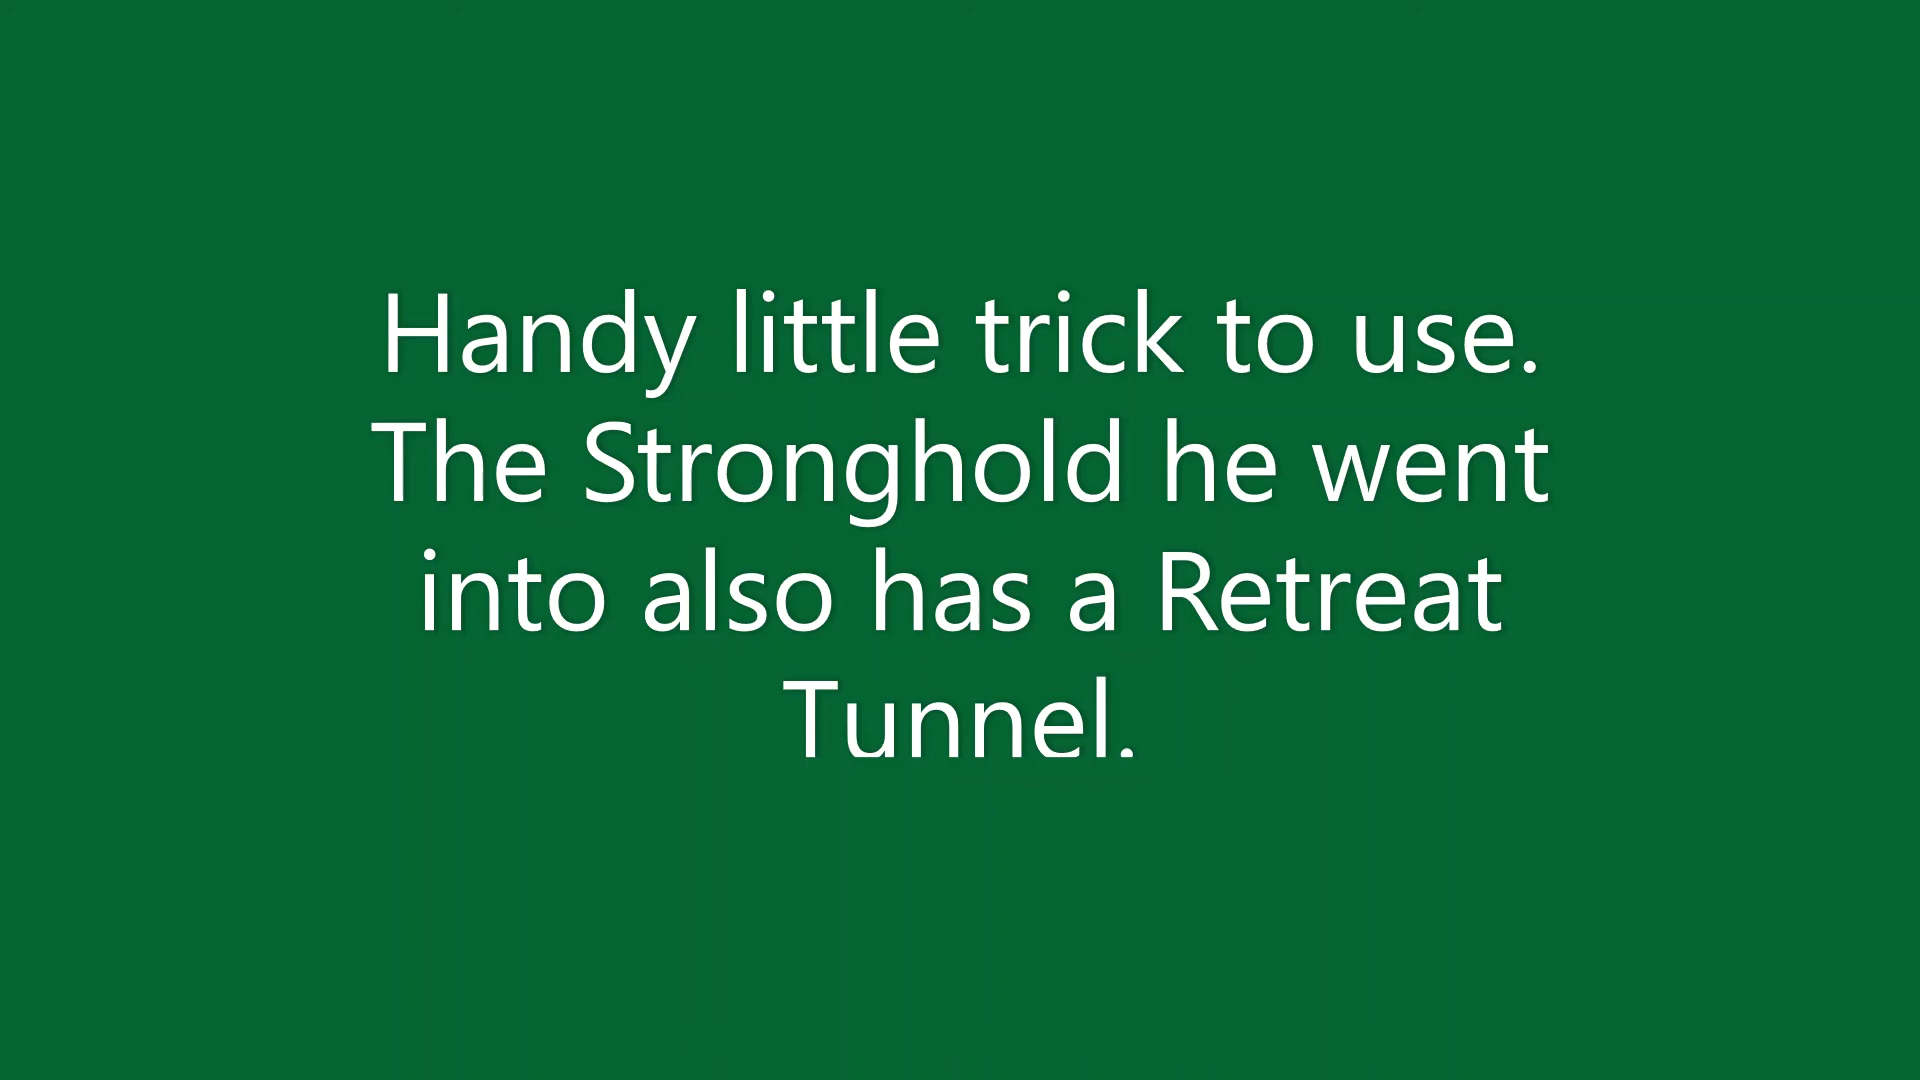 Handy little trick to use.
The Stronghold he went
into also has a Retreat
Tunnel.